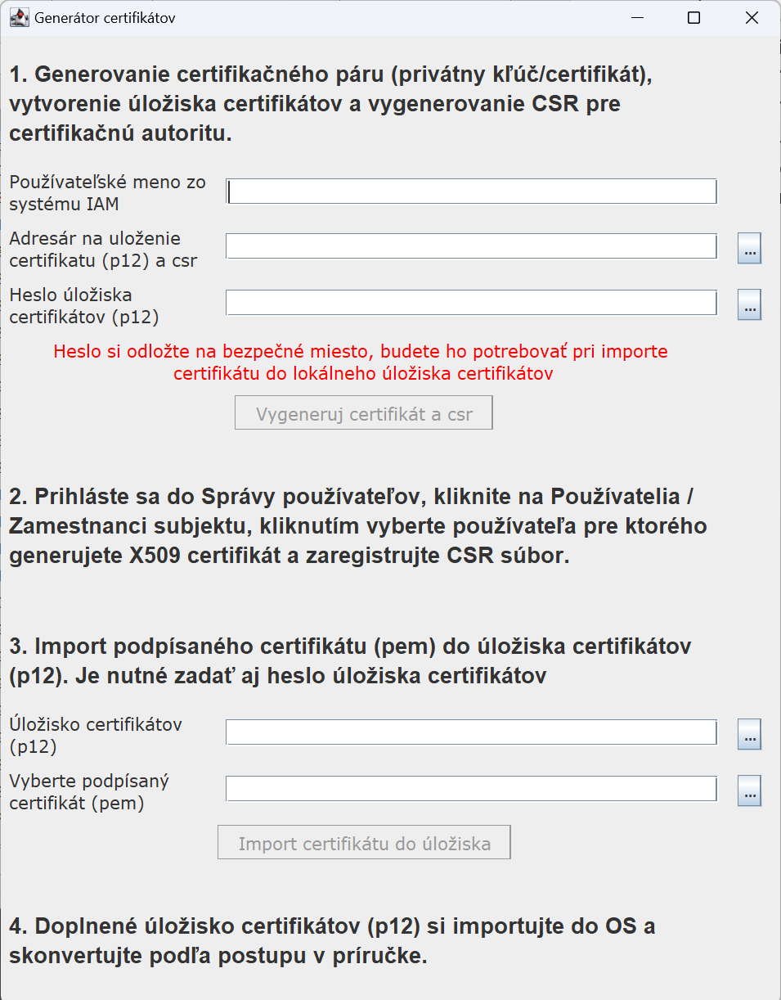 Generátor certifikátov
1. Generovanie certifikačného páru (privátny kľúč/certifikát),
vytvorenie úložiska certifikátov a vygenerovanie CSR pre
certifikačnú autoritu.
Používateľské meno zo
systému IAM
Adresár na uloženie
certifikatu (p12) a csr
...
Heslo úložiska
certifikátov (p12)
...
Heslo si odložte na bezpečné miesto, budete ho potrebovať pri importe
certifikátu do lokálneho úložiska certifikátov
Vygeneruj certifikát a csr
2. Prihláste sa do Správy používateľov, kliknite na Používatelia /
Zamestnanci subjektu, kliknutím vyberte používateľa pre ktorého
generujete X509 certifikát a zaregistrujte CSR súbor.
3. Import podpísaného certifikátu (pem) do úložiska certifikátov
(p12). Je nutné zadať aj heslo úložiska certifikátov
Úložisko certifikátov
(p12)
...
Vyberte podpísaný
certifikát (pem)
...
Import certifikátu do úložiska
4. Doplnené úložisko certifikátov (p12) si importujte do OS a
skonvertujte podľa postupu v príručke.